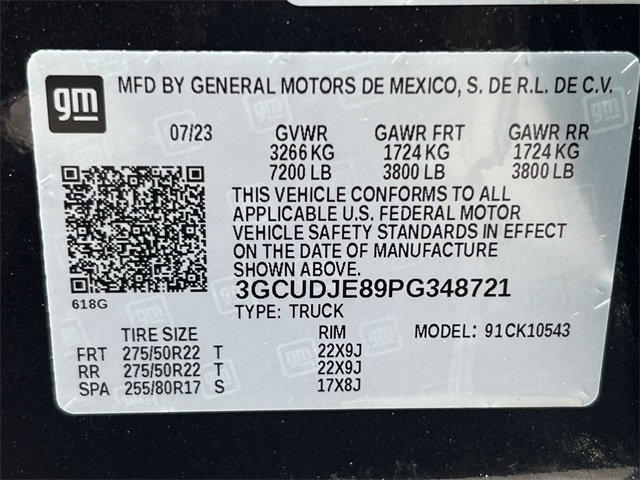 gm MFD BY GENERAL MOTORS DE MEXICO, S. DE R.L. DE C.V.
07/23 GVWR GAWR FRT GAWR RR
3266 KG 1724 KG 1724 KG
7200 LB 3800 LB 3800 LB
THIS VEHICLE CONFORMS TO ALL
APPLICABLE U.S. FEDERAL MOTOR
VEHICLE SAFETY STANDARDS IN EFFECT
ON THE DATE OF MANUFACTURE
SHOWN ABOVE.
3GCUDJE89PG348721
618G
TYPE: TRUCK
TIRE SIZE RIM MODEL: 91CK10543
FRT 275/50R22 T 22X9J
RR 275/50R22 T 22X9J
SPA 255/80R17 S 17X8J